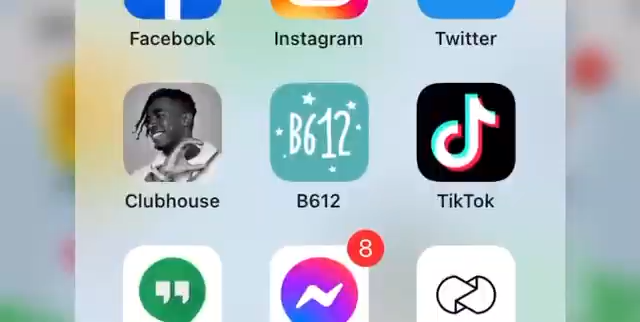 Facebook
Instagram
Twitter
B612
Clubhouse
B612
TikTok
8